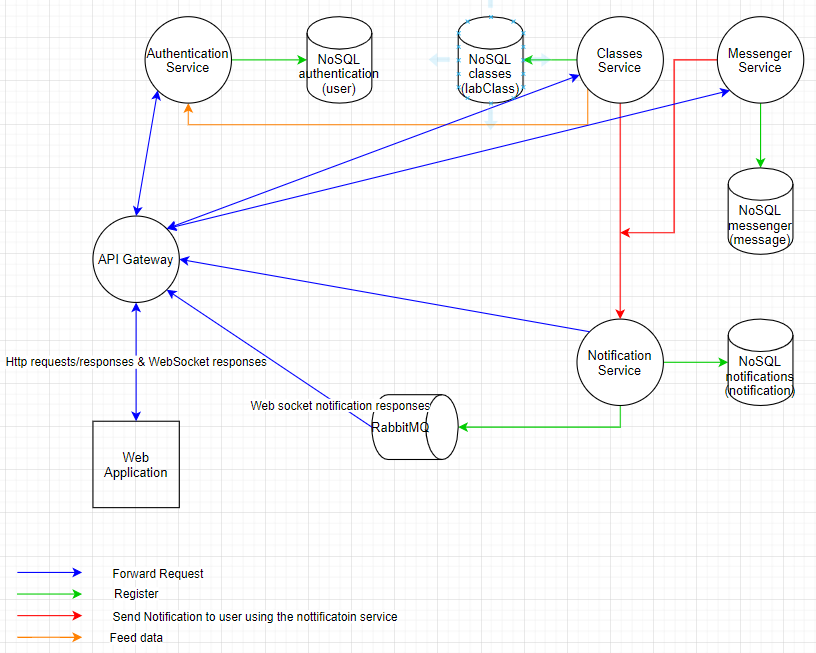 Authentication
Service
NoSQL
authentication
(user)
NoSQL
classes
(labClass)
Classes
Service
Messenger
Service
NoSQL
messenger
(message)
API Gateway
Notification
Service
NoSQL
notifications
(notification)
Http requests/responses & WebSocket responses
Web socket notification responses
RabbitMQ
Web
Application
Forward Request
Register
Send Notification to user using the nottificatoin service
Feed data